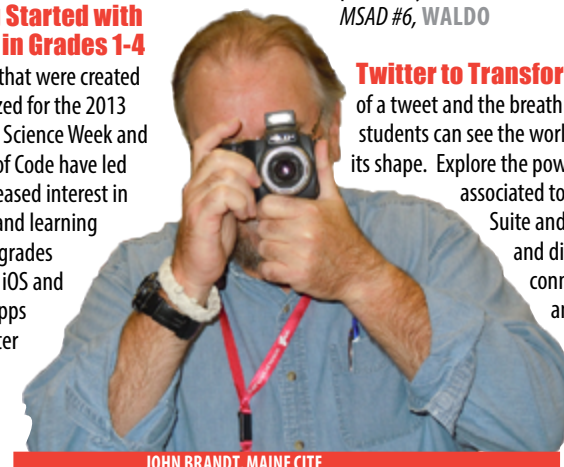 Started with
in Grades 1-4
that were created
zed for the 2013
Science Week and
of Code have led
eased interest in
and learning
grades
iOS and
pps
ter
MSAD #6, WALDO
Twitter to Transfor
of a tweet and the breath
students can see the worl
its shape. Explore the pow
associated to
Suite and
and di
conn
ar
JOHN BRANDT, MAINE CITE